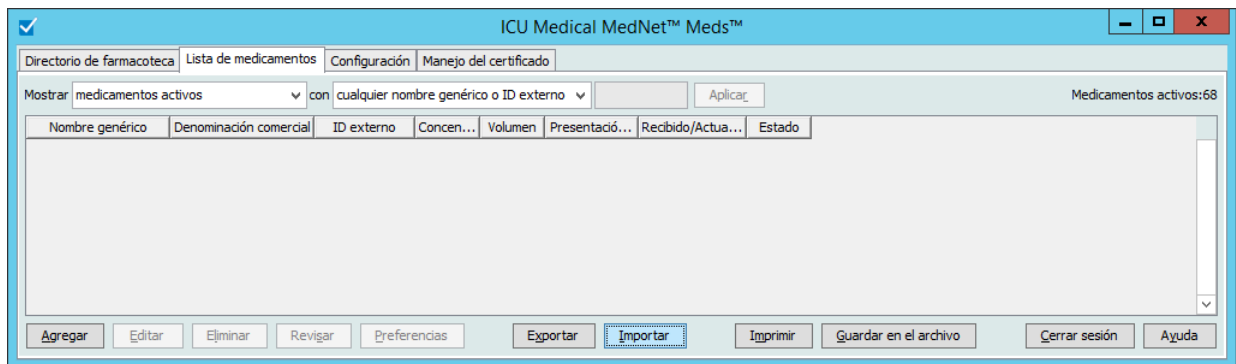 ICU Medical MedNet™ Meds™
Directorio de farmacoteca Lista de medicamentos Configuración Manejo del certificado
Mostrar medicamentos activos con cualquier nombre genérico o ID externo Aplicar Medicamentos activos:68
Nombre genérico Denominación comercial ID externo Concen... Volumen Presentació... Recibido/Actua... Estado
Agregar Editar Eliminar Revisar Preferencias Exportar Importar Imprimir Guardar en el archivo Cerrar sesión Ayuda